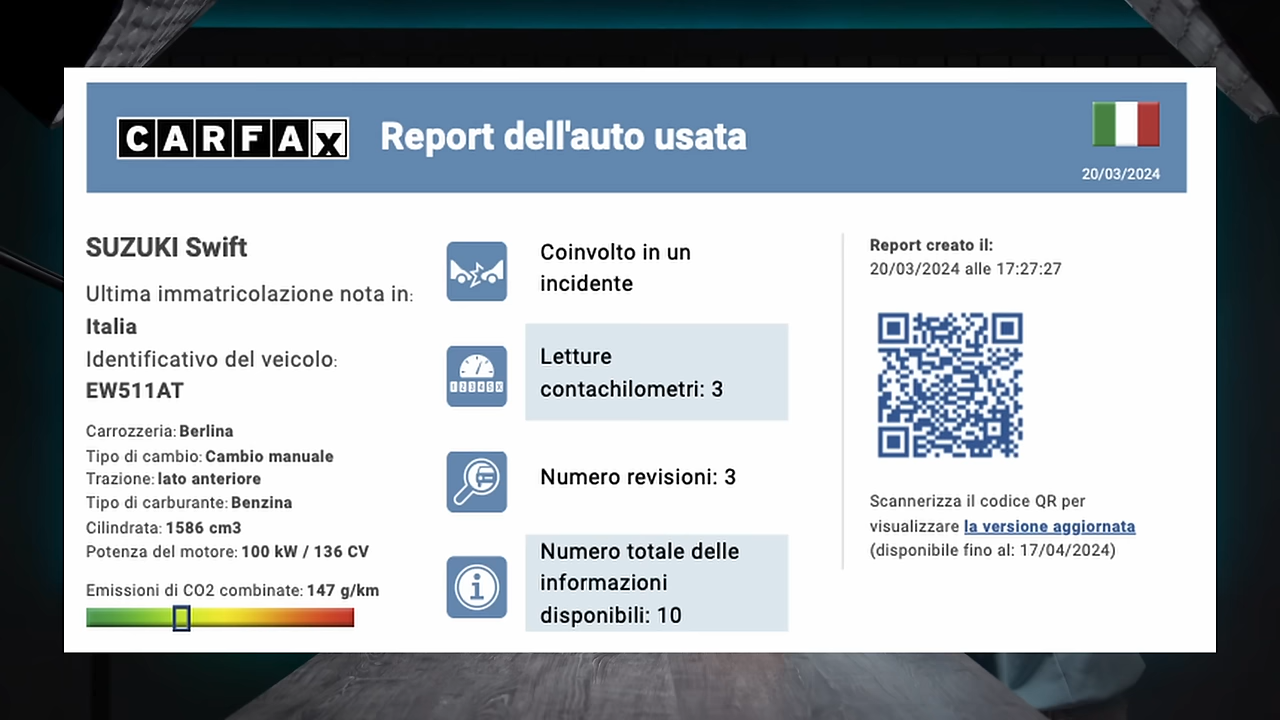 CARFAX
Report dell'auto usata
20/03/2024
SUZUKI Swift
Ultima immatricolazione nota in:
Italia
Identificativo del veicolo:
EW511AT
Carrozzeria: Berlina
Tipo di cambio: Cambio manuale
Trazione: lato anteriore
Tipo di carburante: Benzina
Cilindrata: 1586 cm3
Potenza del motore: 100 kW / 136 CV
Emissioni di CO2 combinate: 147 g/km
Coinvolto in un
incidente
Letture
contachilometri: 3
Numero revisioni: 3
Numero totale delle
informazioni
disponibili: 10
Report creato il:
20/03/2024 alle 17:27:27
Scannerizza il codice QR per
visualizzare la versione aggiornata
(disponibile fino al: 17/04/2024)